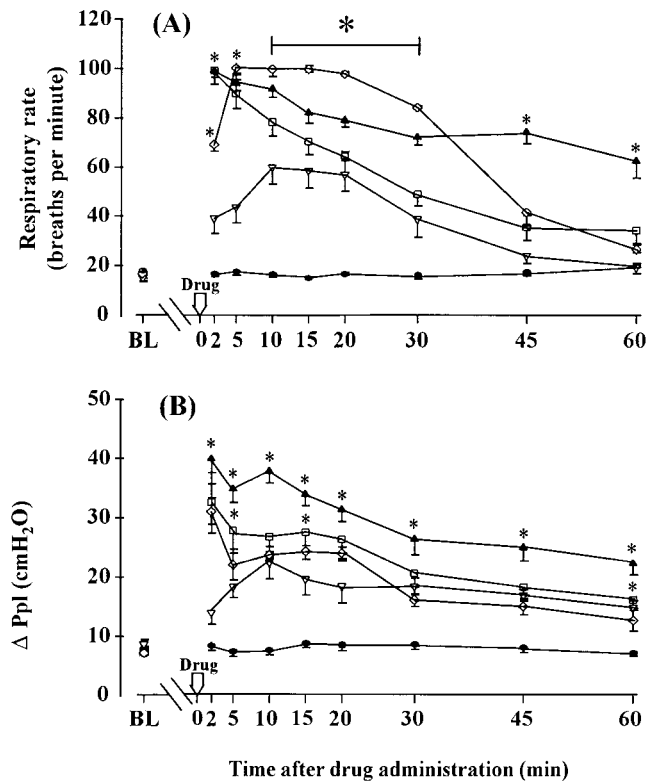 (A)
*
* *
*
* *
120
100
80
60
40
20
0
Respiratory rate
(breaths per minute)
Drug
BL 0 2 5 10 15 20 30 45 60
(B)
50
40
30
20
10
0
Δ Ppl (cmH₂O)
* * * * * * * *
* * *
Drug
BL 0 2 5 10 15 20 30 45 60
Time after drug administration (min)